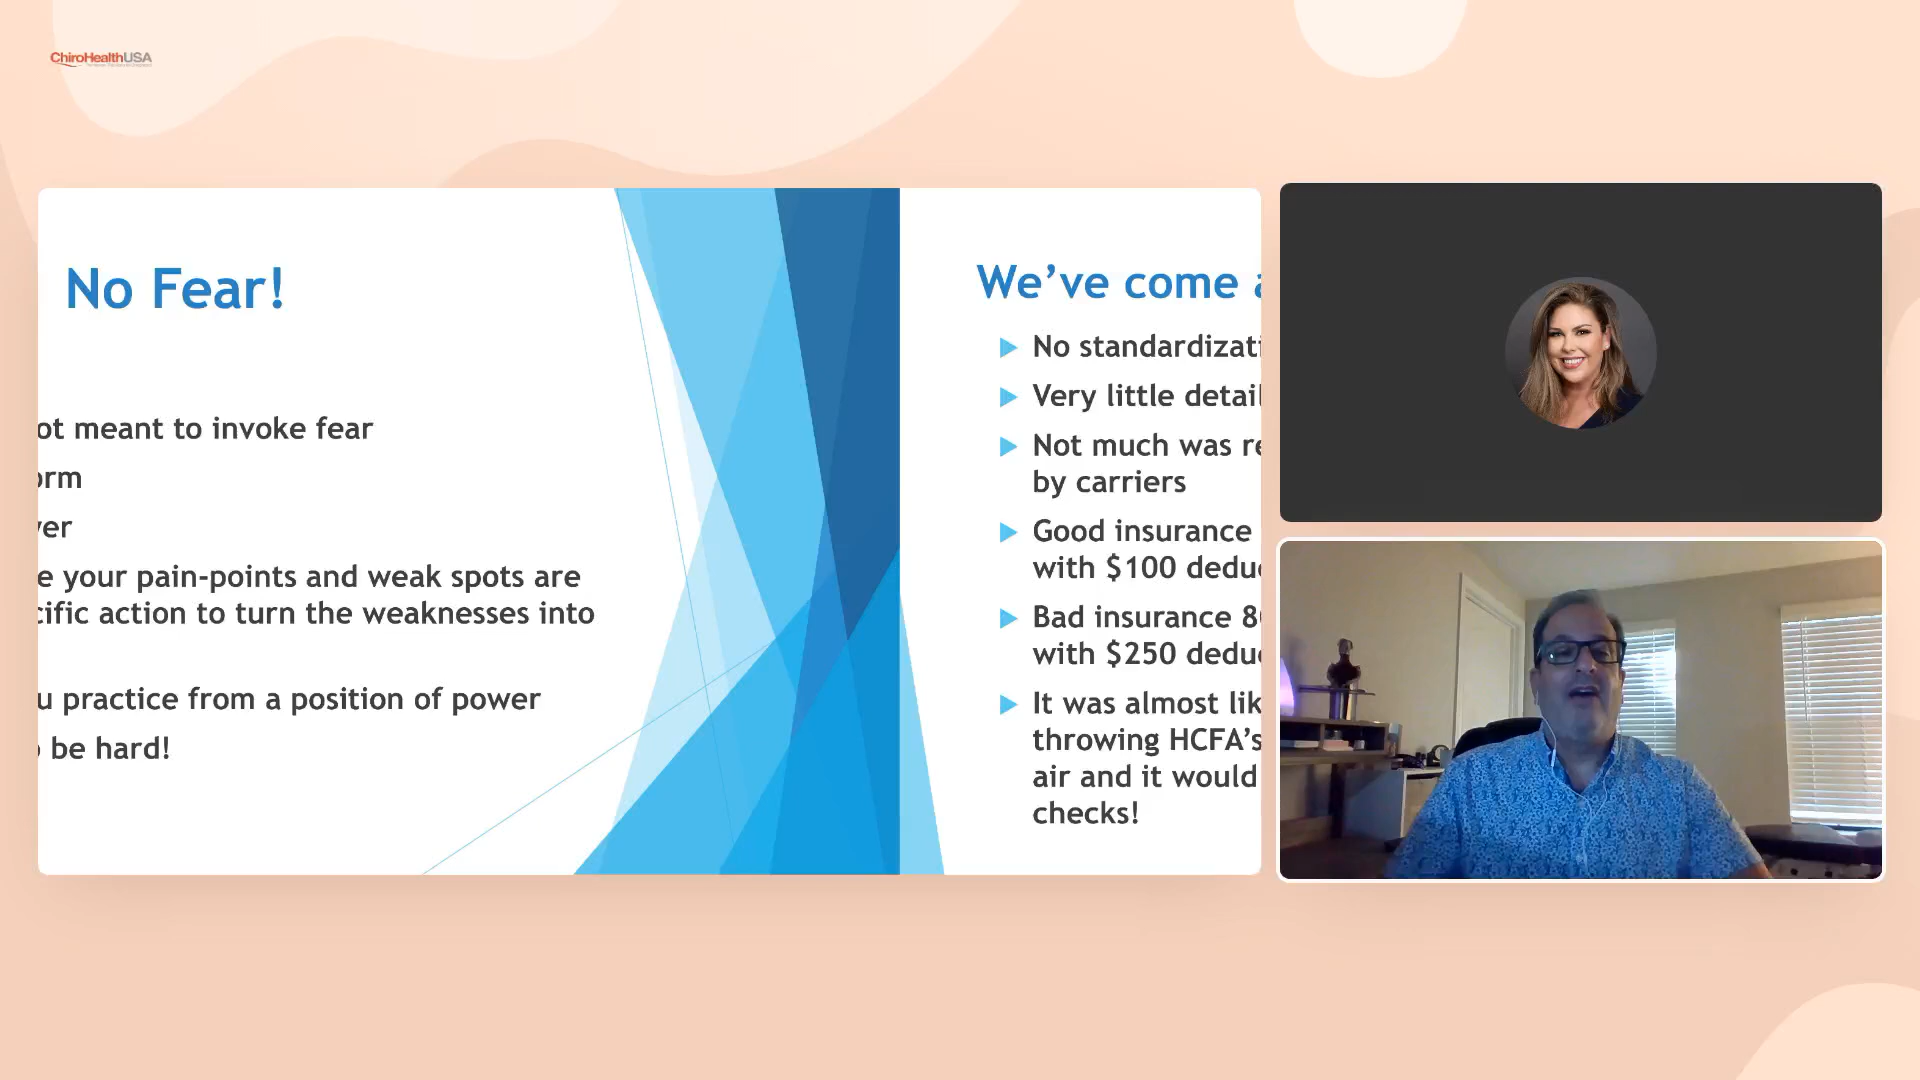 ChiroHealthUSA
No Fear!
ot meant to invoke fear
orm
ver
e your pain-points and weak spots are
cific action to turn the weaknesses into
u practice from a position of power
be hard!
We’ve come
No standardizati
Very little detail
Not much was re
by carriers
Good insurance
with $100 dedu
Bad insurance 8
with $250 dedu
It was almost lik
throwing HCFA’s
air and it would
checks!